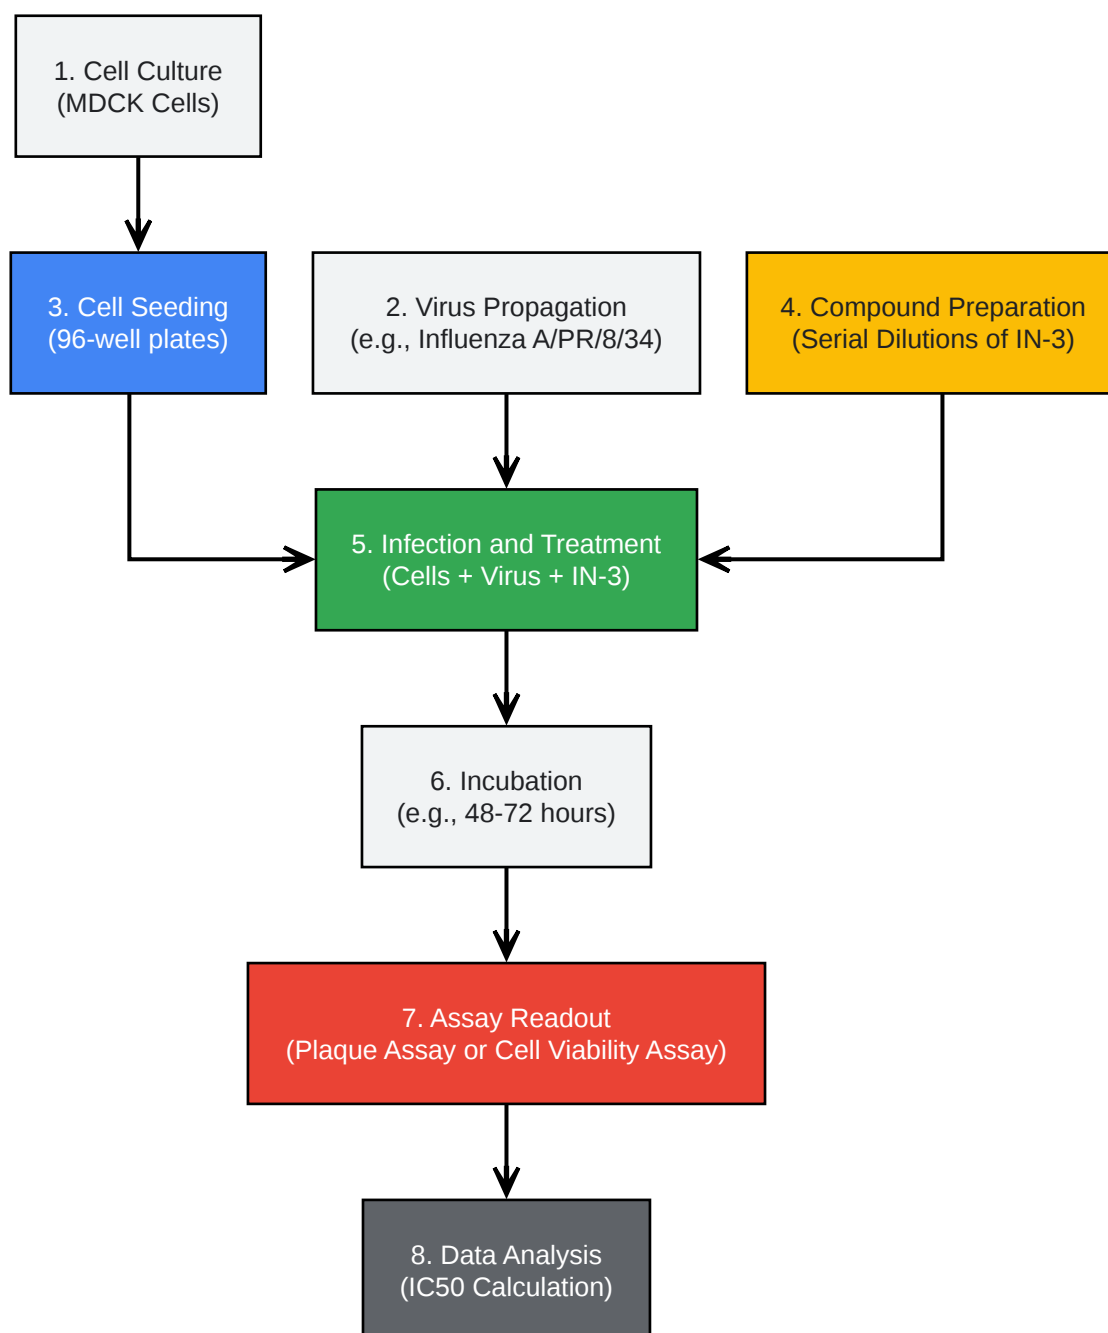 1. Cell Culture
(MDCK Cells)
3. Cell Seeding
(96-well plates)
2. Virus Propagation
(e.g., Influenza A/PR/8/34)
4. Compound Preparation
(Serial Dilutions of IN-3)
5. Infection and Treatment
(Cells + Virus + IN-3)
6. Incubation
(e.g., 48-72 hours)
7. Assay Readout
(Plaque Assay or Cell Viability Assay)
8. Data Analysis
(IC50 Calculation)